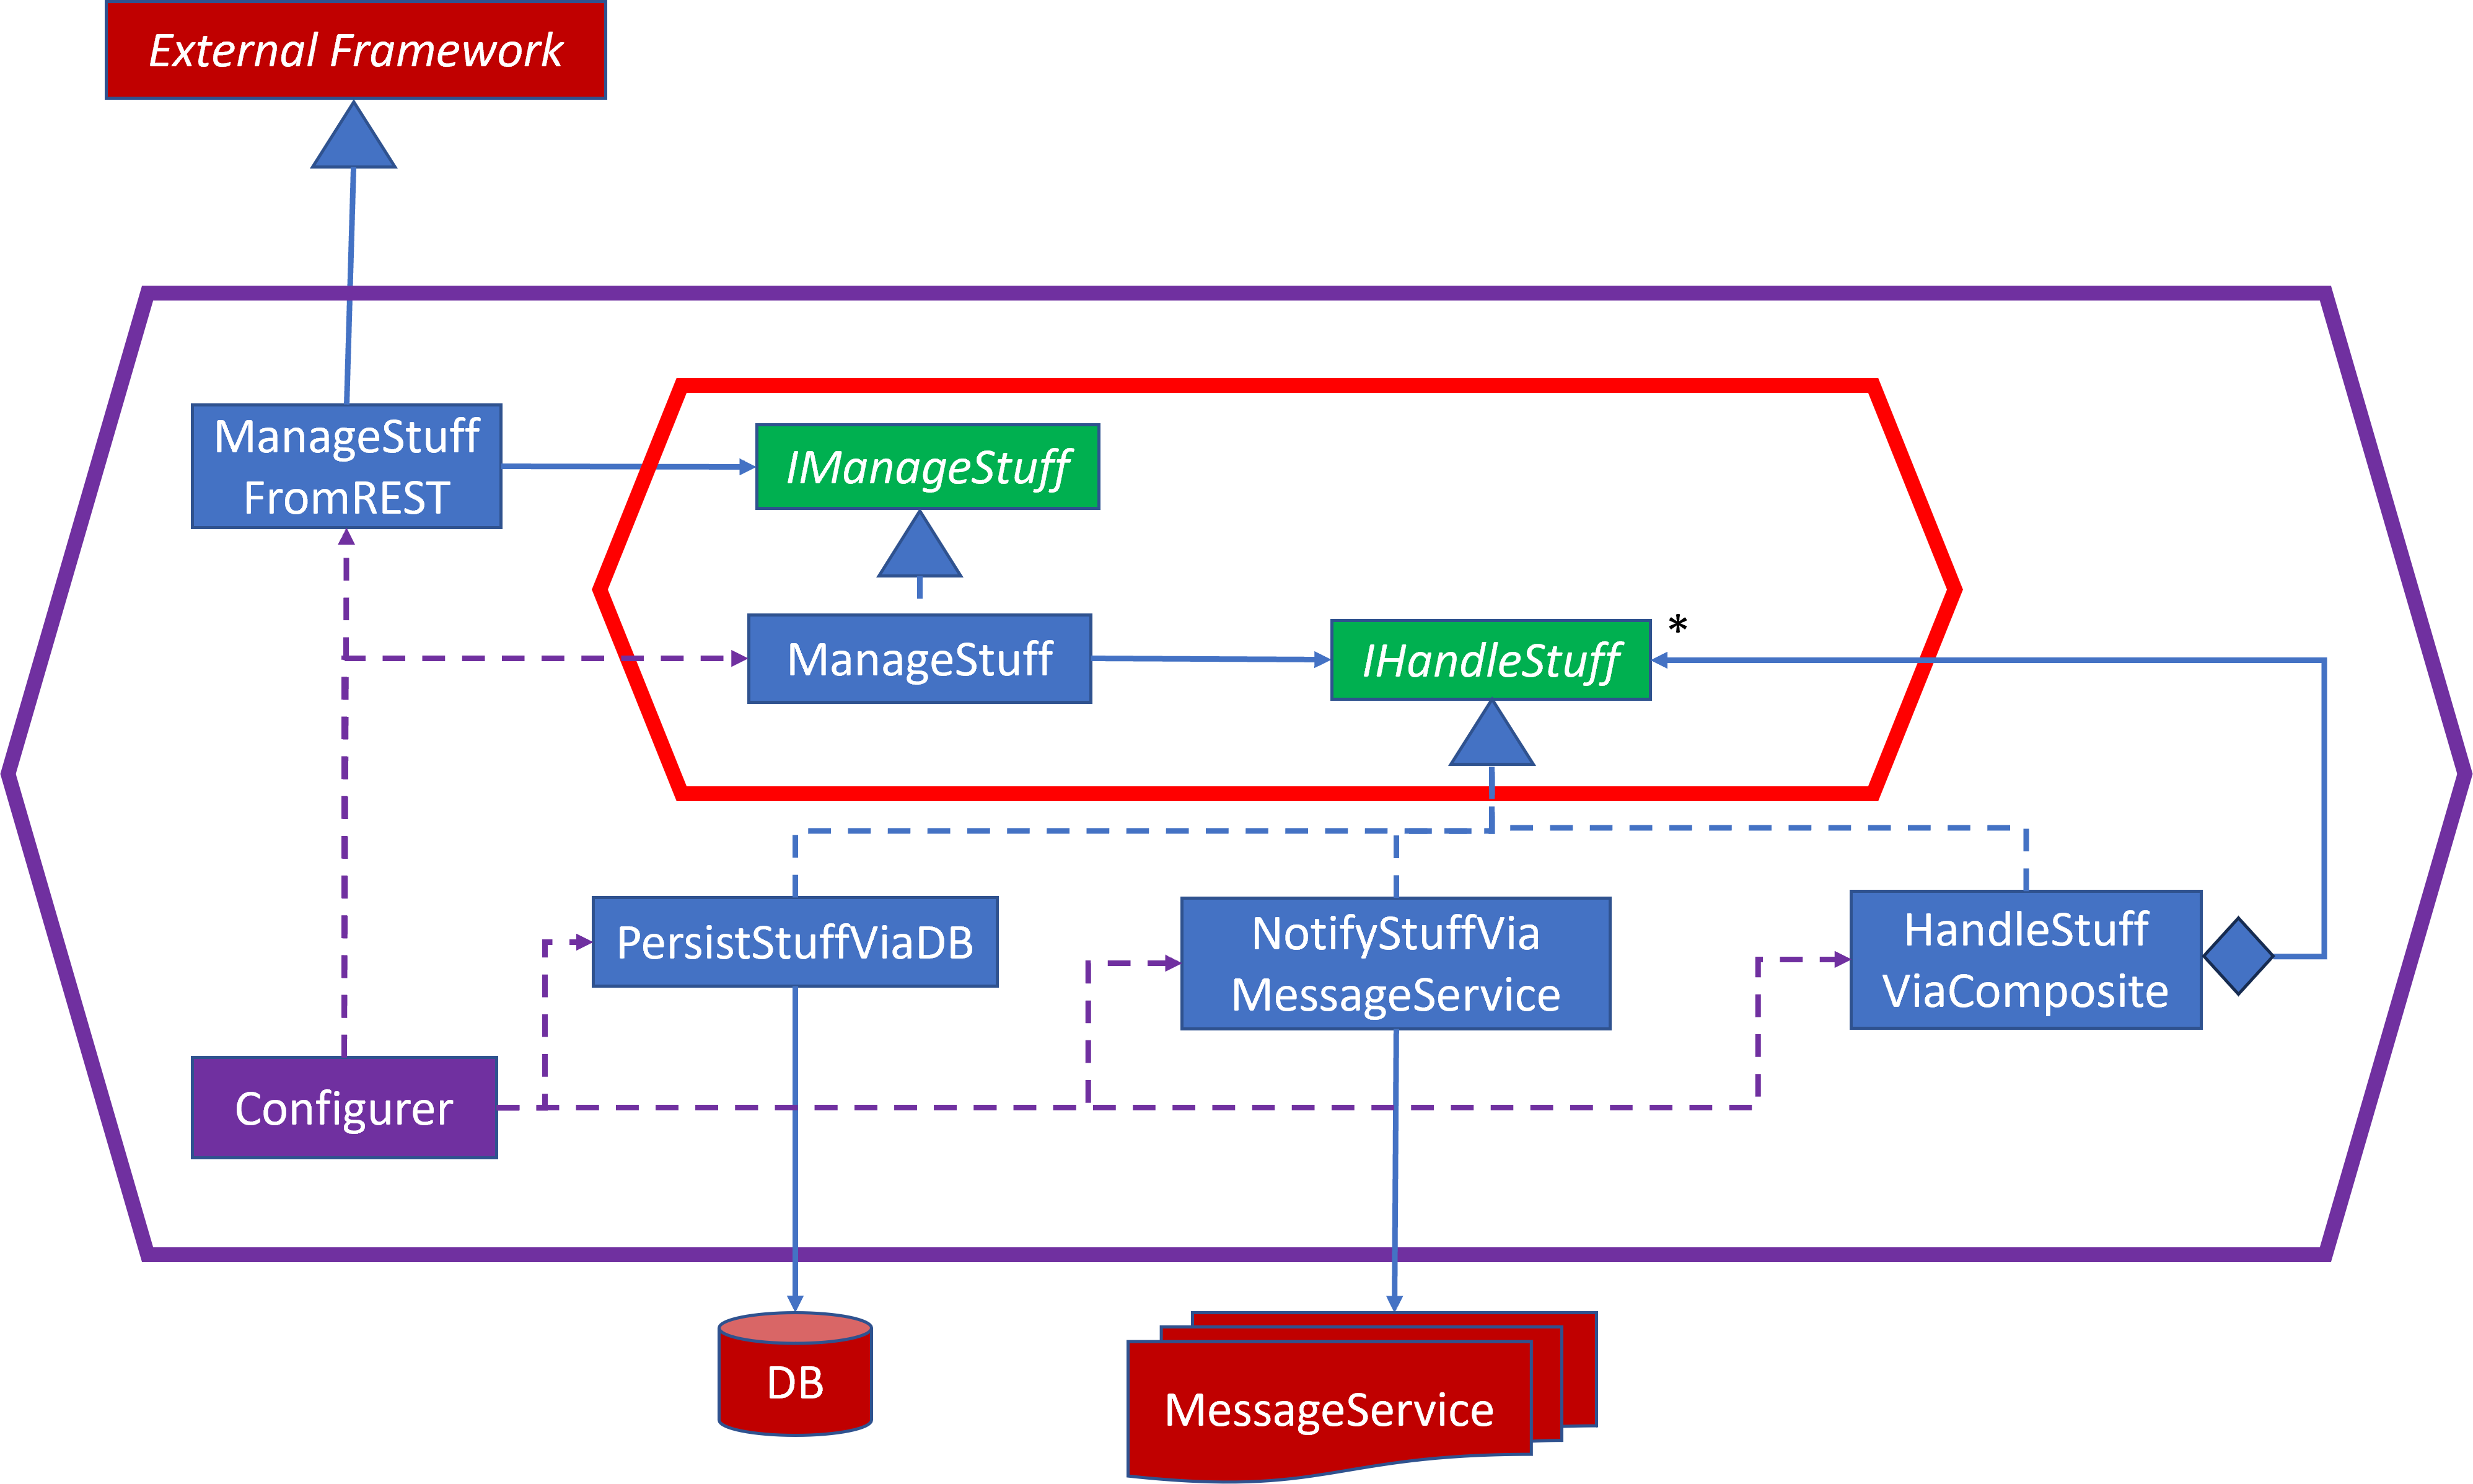 External Framework
ManageStuff
FromREST
IManageStuff
ManageStuff
IHandleStuff
*
PersistStuffViaDB
NotifyStuffVia
MessageService
HandleStuff
ViaComposite
Configurer
DB
MessageService